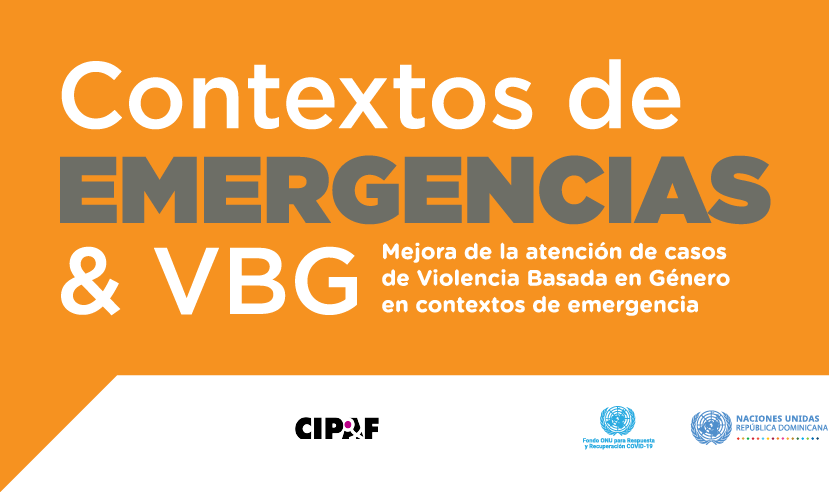 Contextos de
EMERGENCIAS
& VBG
Mejora de la atención de casos
de Violencia Basada en Género
en contextos de emergencia
CIPAF
Fondo ONU para Respuesta
y Recuperación COVID-19
NACIONES UNIDAS
REPÚBLICA DOMINICANA